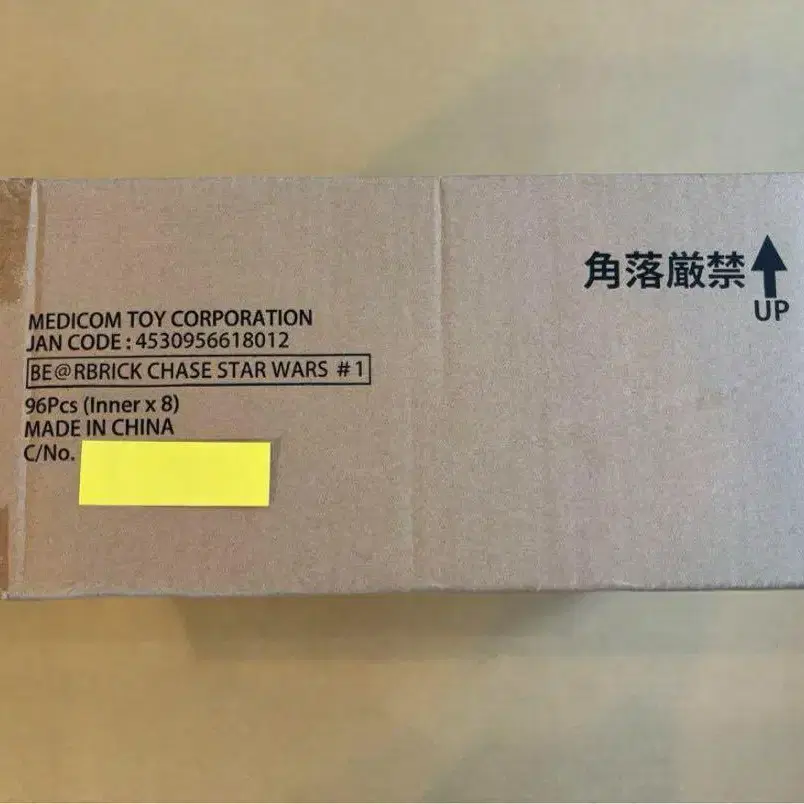 角落厳禁
UP
MEDICOM TOY CORPORATION
JAN CODE : 4530956618012
BE@RBRICK CHASE STAR WARS #1
96Pcs (Inner x 8)
MADE IN CHINA
C/No.